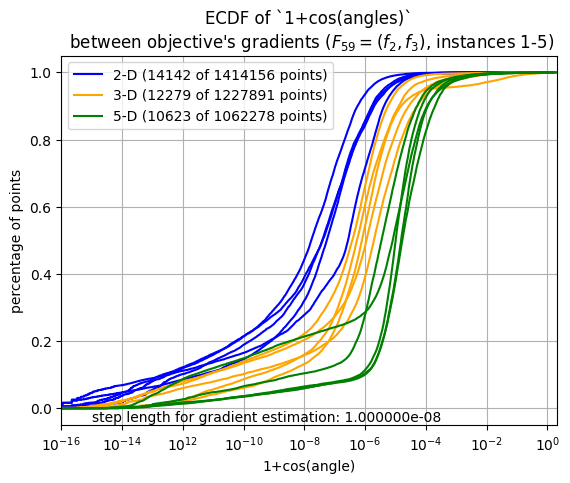 ECDF of `1+cos(angles)`
between objective's gradients (F₅₉ = (f₂, f₃), instances 1-5)
2-D (14142 of 1414156 points)
3-D (12279 of 1227891 points)
5-D (10623 of 1062278 points)
percentage of points
1.0
0.8
0.6
0.4
0.2
0.0
step length for gradient estimation: 1.000000e-08
10⁻¹⁶ 10⁻¹⁴ 10⁻¹² 10⁻¹⁰ 10⁻⁸ 10⁻⁶ 10⁻⁴ 10⁻² 10⁰
1+cos(angle)